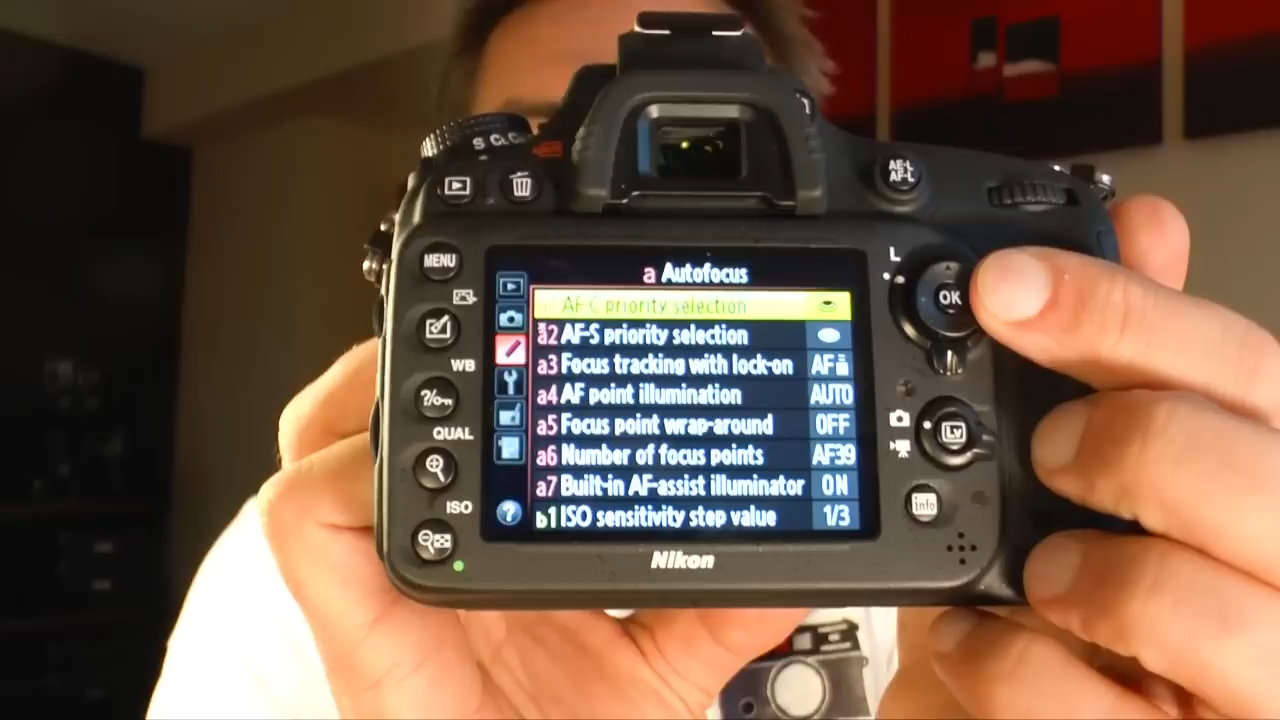 S CL CH
AE-L
AF-L
MENU
L
OK
a Autofocus
AF-C priority selection
a2 AF-S priority selection
a3 Focus tracking with lock-on AF
a4 AF point illumination AUTO
a5 Focus point wrap-around OFF
a6 Number of focus points AF39
a7 Built-in AF-assist illuminator ON
b1 ISO sensitivity step value 1/3
WB
?/
QUAL
ISO
?
Lv
info
Nikon